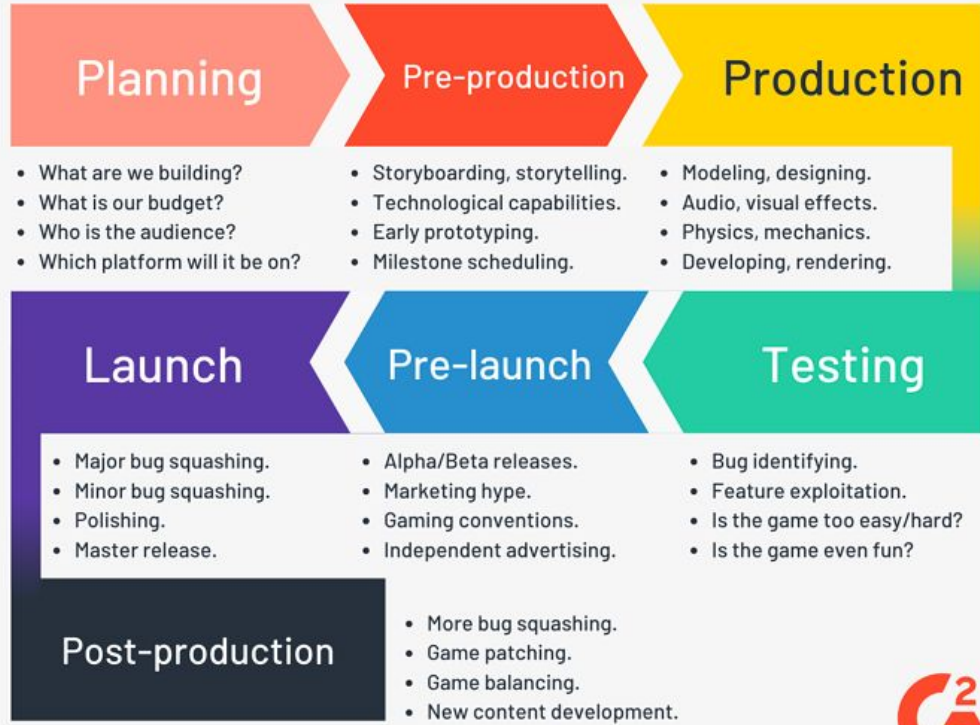 Planning
• What are we building?
• What is our budget?
• Who is the audience?
• Which platform will it be on?
Pre-production
• Storyboarding, storytelling.
• Technological capabilities.
• Early prototyping.
• Milestone scheduling.
Production
• Modeling, designing.
• Audio, visual effects.
• Physics, mechanics.
• Developing, rendering.
Testing
• Bug identifying.
• Feature exploitation.
• Is the game too easy/hard?
• Is the game even fun?
Pre-launch
• Alpha/Beta releases.
• Marketing hype.
• Gaming conventions.
• Independent advertising.
Launch
• Major bug squashing.
• Minor bug squashing.
• Polishing.
• Master release.
Post-production
• More bug squashing.
• Game patching.
• Game balancing.
• New content development.
G2